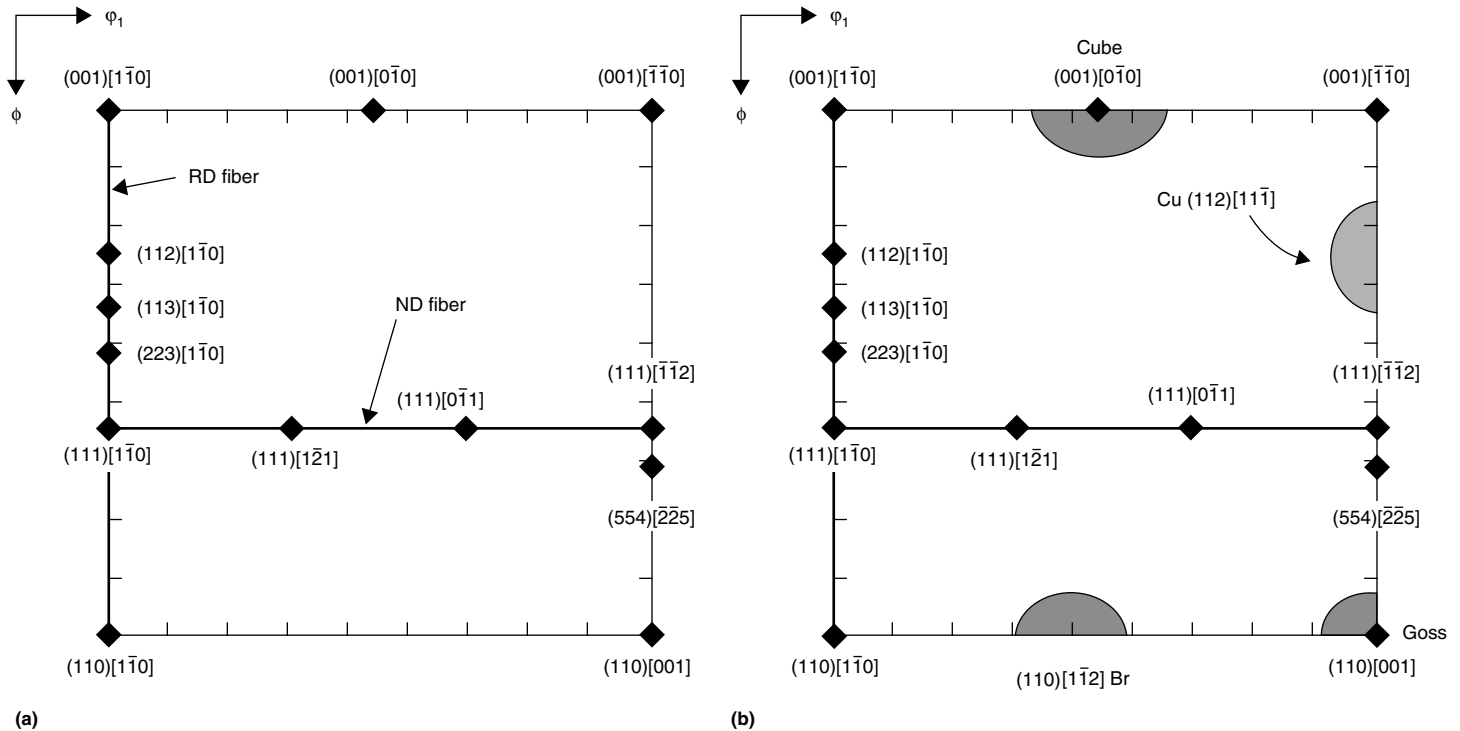 φ₁
ϕ
(001)[11̅0]
(001)[01̅0]
(001)[1̅1̅0]
RD fiber
(112)[11̅0]
(113)[11̅0]
(223)[11̅0]
ND fiber
(111)[1̅1̅2]
(111)[01̅1]
(111)[11̅0]
(111)[12̅1]
(554)[2̅2̅5]
(110)[11̅0]
(110)[001]
(a)
φ₁
ϕ
Cube
(001)[11̅0]
(001)[01̅0]
(001)[1̅1̅0]
Cu (112)[111̅]
(112)[11̅0]
(113)[11̅0]
(223)[11̅0]
(111)[1̅1̅2]
(111)[01̅1]
(111)[11̅0]
(111)[12̅1]
(554)[2̅2̅5]
Goss
(110)[11̅0]
(110)[11̅2] Br
(110)[001]
(b)